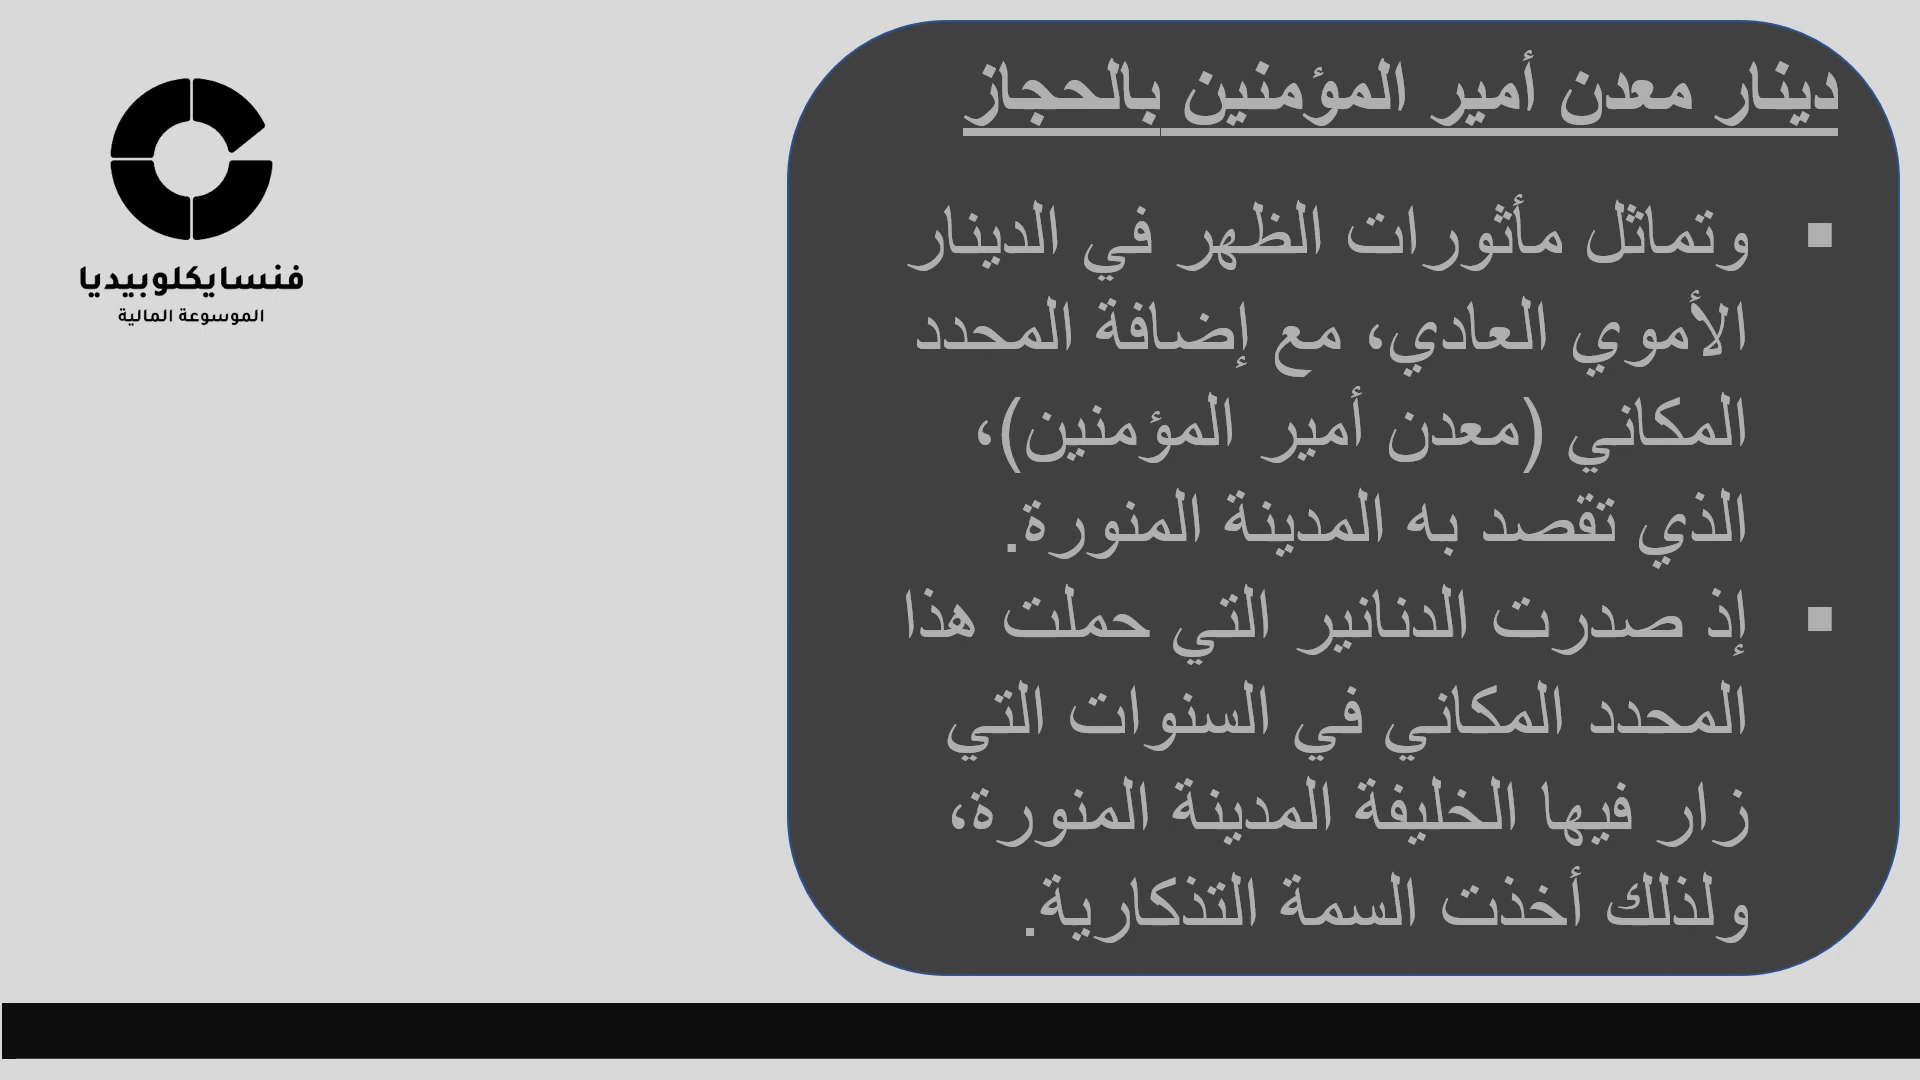 دينار معدن أمير المؤمنين بالحجاز
▪ وتماثل مأثورات الظهر في الدينار
الأموي العادي، مع إضافة المحدد
المكاني (معدن أمير المؤمنين)،
الذي تقصد به المدينة المنورة.
▪ إذ صدرت الدنانير التي حملت هذا
المحدد المكاني في السنوات التي
زار فيها الخليفة المدينة المنورة،
ولذلك أخذت السمة التذكارية.
فنسايكلوبيديا
الموسوعة المالية